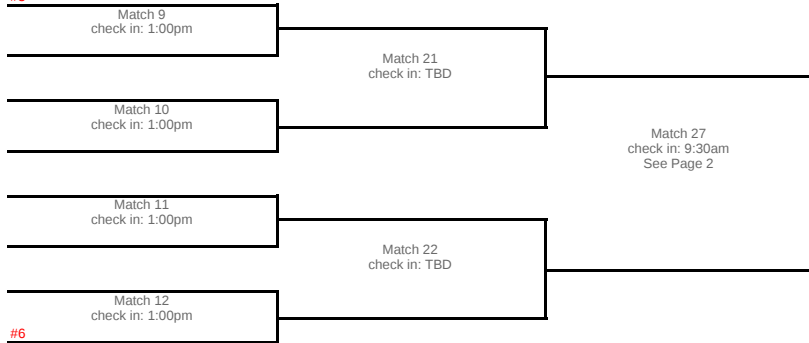 Match 9
check in: 1:00pm
Match 21
check in: TBD
Match 10
check in: 1:00pm
Match 27
check in: 9:30am
See Page 2
Match 11
check in: 1:00pm
Match 22
check in: TBD
Match 12
check in: 1:00pm
#6